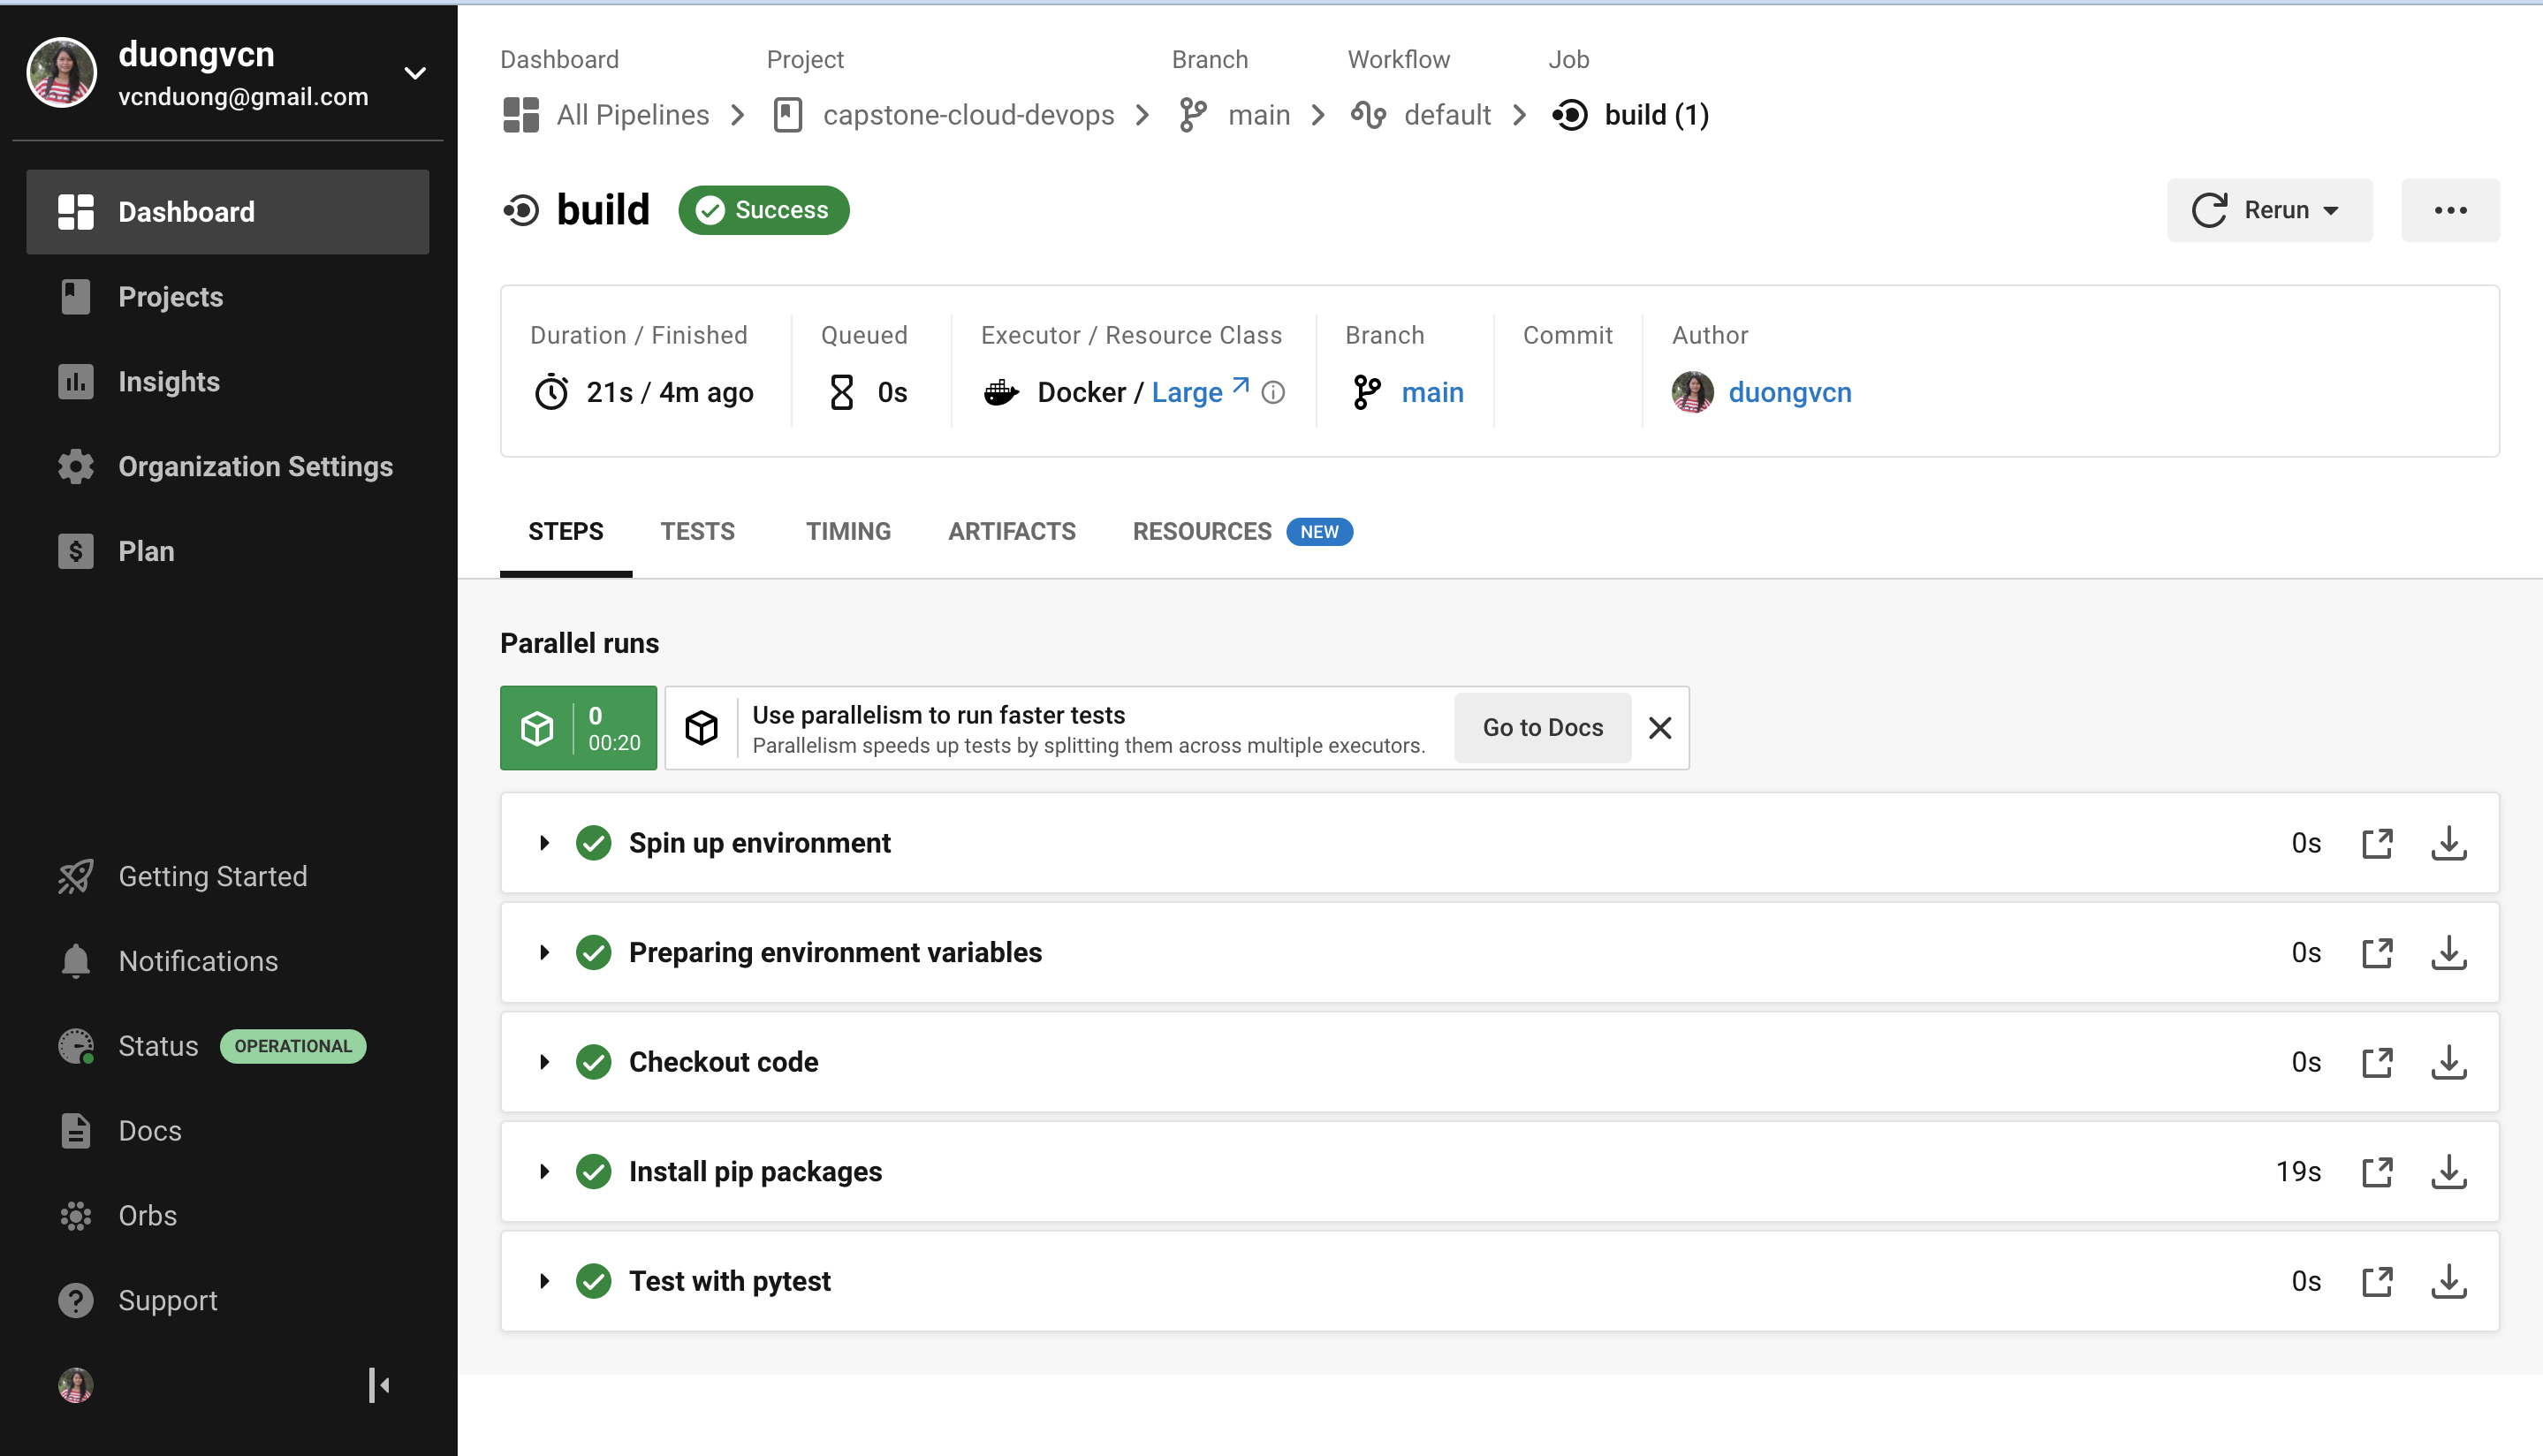 duongvcn
vcnduong@gmail.com
Dashboard
Projects
Insights
Organization Settings
Plan
Getting Started
Notifications
Status OPERATIONAL
Docs
Orbs
Support
Dashboard Project Branch Workflow Job
All Pipelines capstone-cloud-devops main default build (1)
build Success Rerun
Duration / Finished Queued Executor / Resource Class Branch Commit Author
21s / 4m ago 0s Docker / Large main duongvcn
STEPS TESTS TIMING ARTIFACTS RESOURCES NEW
Parallel runs
0
00:20
Use parallelism to run faster tests
Parallelism speeds up tests by splitting them across multiple executors.
Go to Docs
Spin up environment 0s
Preparing environment variables 0s
Checkout code 0s
Install pip packages 19s
Test with pytest 0s